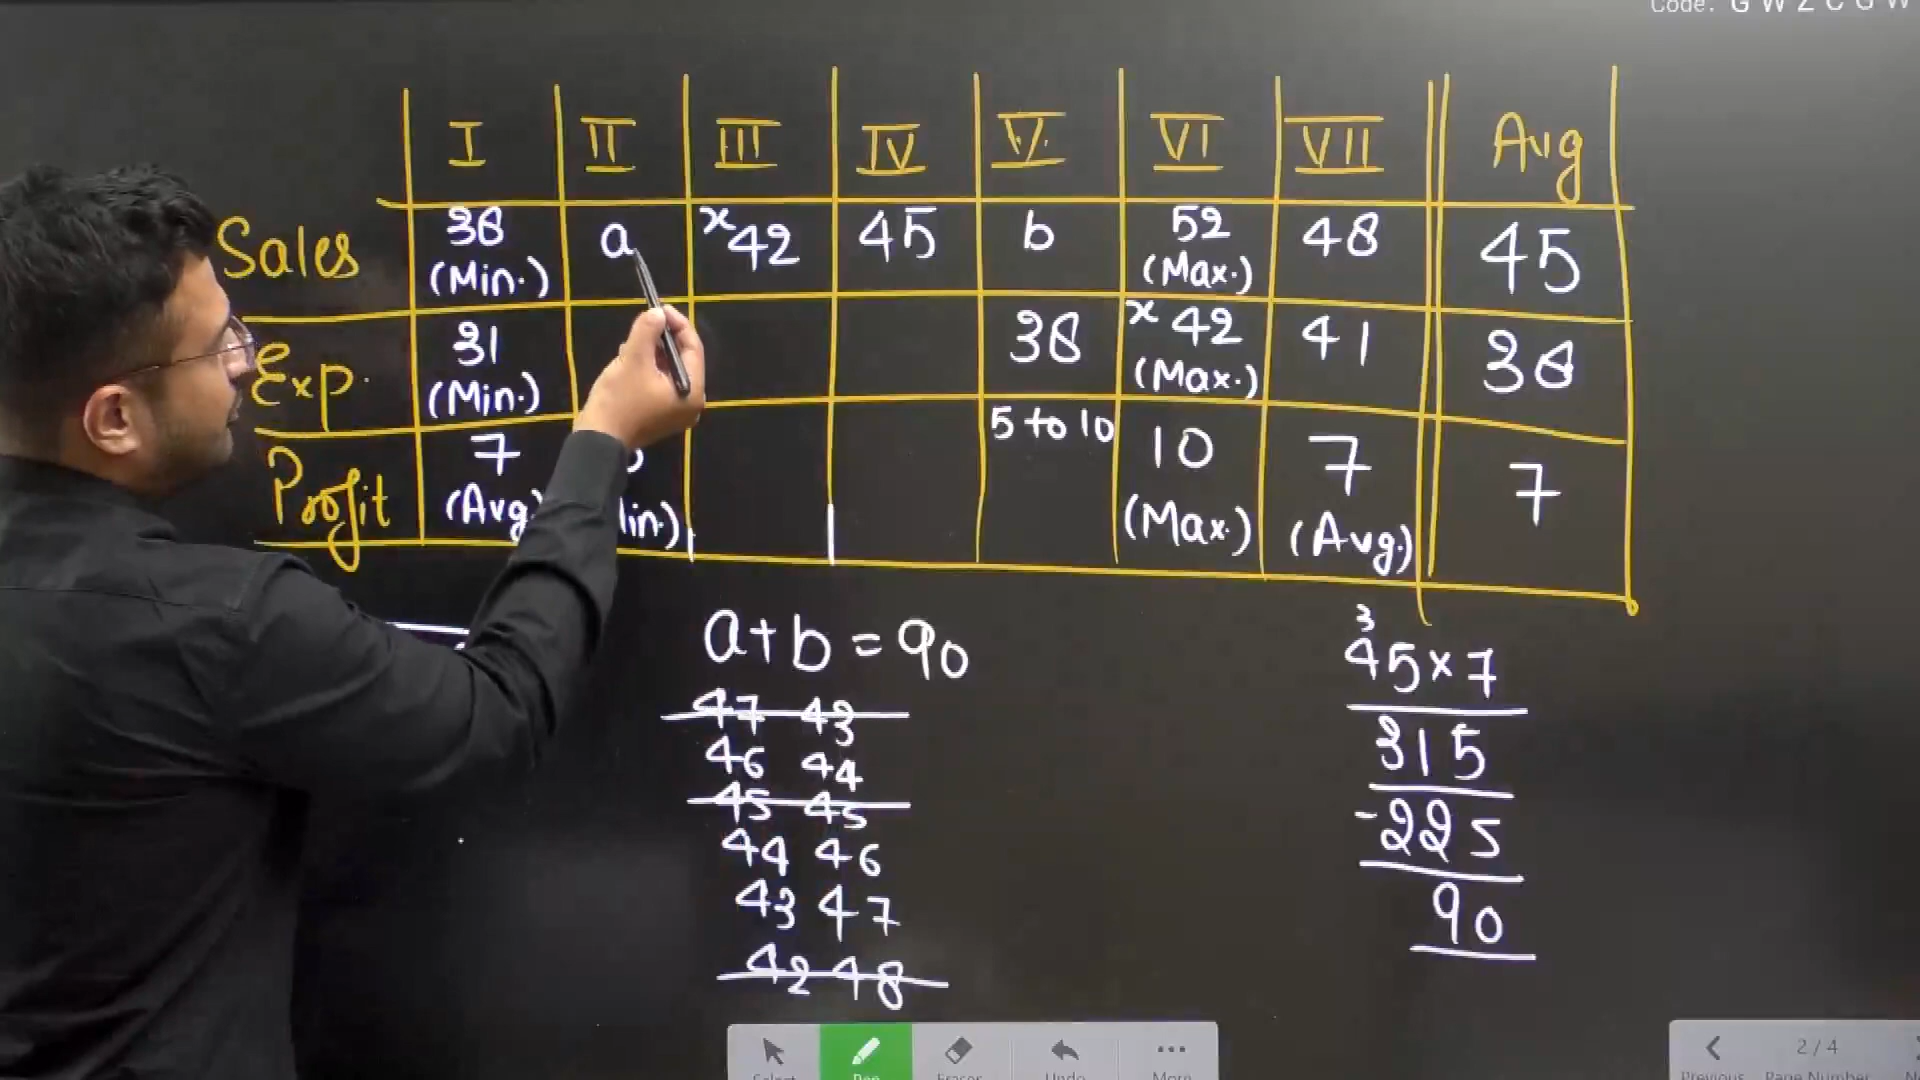 Code: G W Z C G W
I II III IV V VI VII Avg
Sales 38 a x 42 45 b 52 48 45
(Min.) (Max.)
Exp. 31 38 x 42 41 38
(Min.) (Max.)
Profit 7 5 to 10 10 7 7
(Avg (Max.) (Avg.)
a+b = 90
47 43
46 44
45 45
44 46
43 47
42 48
3
45×7
315
-225
90
Select Pen Eraser Undo More
2 / 4
Previous Page Number